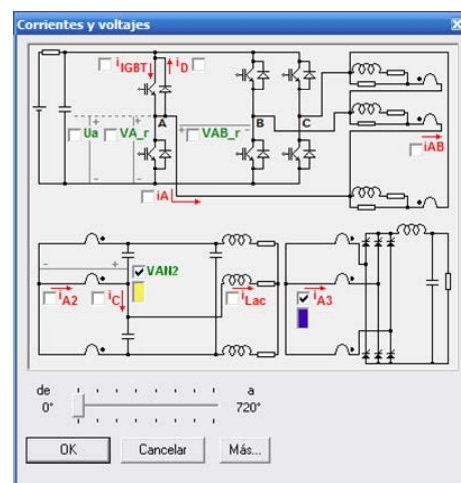 Corrientes y voltajes
iIGBT
iD
A
B
C
Ua
VA_r
VAB_r
iAB
iA
VAN2
iA2
iC
iLac
iA3
de
0°
a
720°
OK
Cancelar
Más...